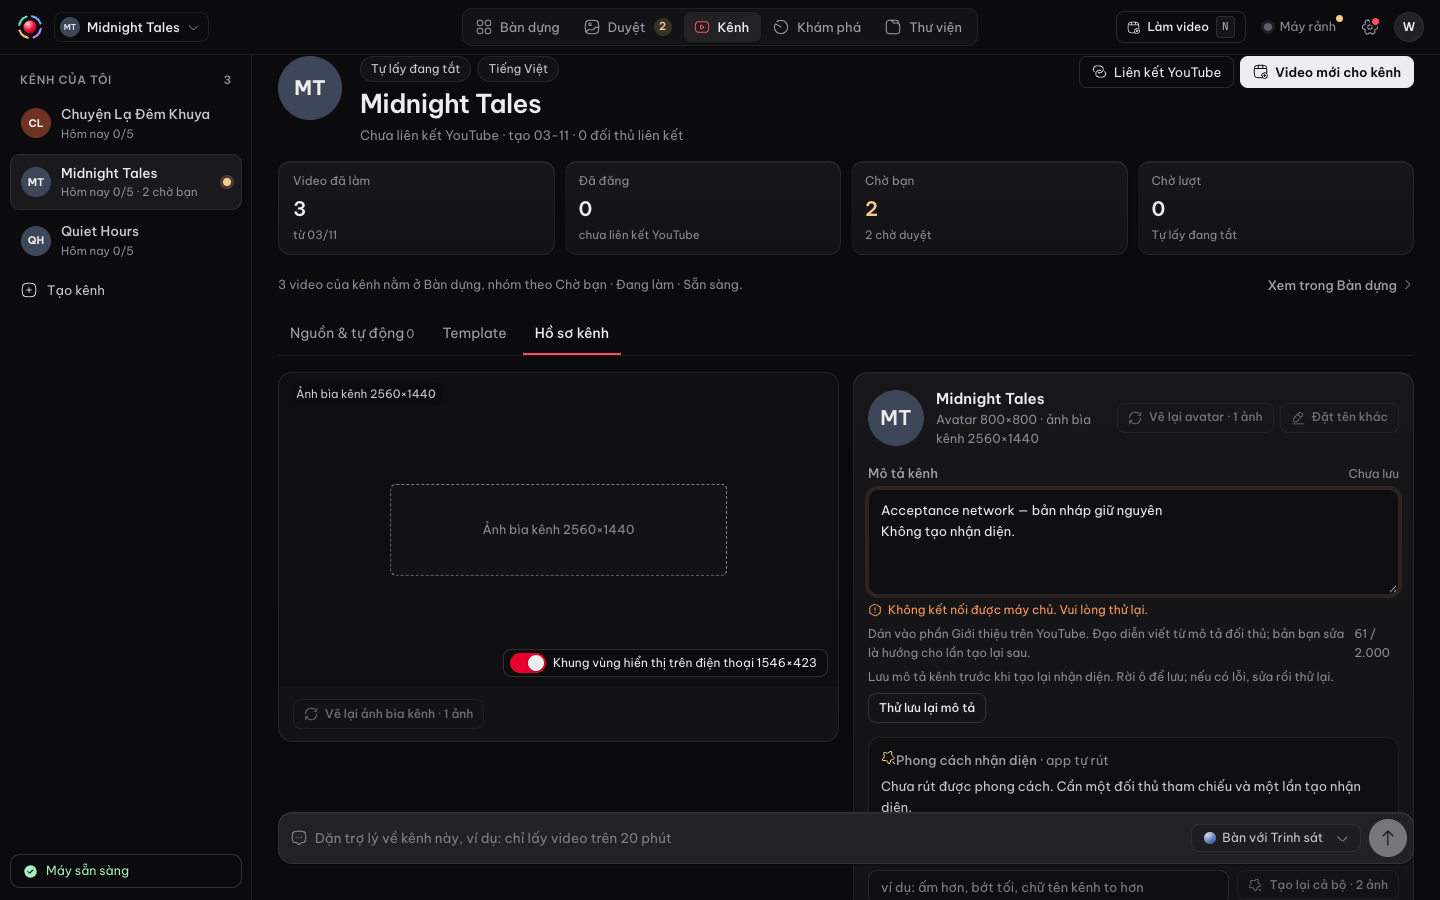 MT Midnight Tales
Bàn dựng
Duyệt 2
Kênh
Khám phá
Thư viện
Làm video N
Máy rảnh
W
KÊNH CỦA TÔI 3
CL
Chuyện Lạ Đêm Khuya
Hôm nay 0/5
MT
Midnight Tales
Hôm nay 0/5 · 2 chờ bạn
QH
Quiet Hours
Hôm nay 0/5
Tạo kênh
Máy sẵn sàng
MT
Tự lấy đang tắt
Tiếng Việt
Midnight Tales
Chưa liên kết YouTube · tạo 03-11 · 0 đối thủ liên kết
Liên kết YouTube
Video mới cho kênh
Video đã làm
3
từ 03/11
Đã đăng
0
chưa liên kết YouTube
Chờ bạn
2
2 chờ duyệt
Chờ lượt
0
Tự lấy đang tắt
3 video của kênh nằm ở Bàn dựng, nhóm theo Chờ bạn · Đang làm · Sẵn sàng.
Xem trong Bàn dựng
Nguồn & tự động 0
Template
Hồ sơ kênh
Ảnh bìa kênh 2560×1440
Ảnh bìa kênh 2560×1440
Khung vùng hiển thị trên điện thoại 1546×423
Vẽ lại ảnh bìa kênh · 1 ảnh
MT
Midnight Tales
Avatar 800×800 · ảnh bìa
kênh 2560×1440
Vẽ lại avatar · 1 ảnh
Đặt tên khác
Mô tả kênh
Chưa lưu
Acceptance network — bản nháp giữ nguyên
Không tạo nhận diện.
Không kết nối được máy chủ. Vui lòng thử lại.
Dán vào phần Giới thiệu trên YouTube. Đạo diễn viết từ mô tả đối thủ; bản bạn sửa
là hướng cho lần tạo lại sau.
61 /
2.000
Lưu mô tả kênh trước khi tạo lại nhận diện. Rời ô để lưu; nếu có lỗi, sửa rồi thử lại.
Thử lưu lại mô tả
Phong cách nhận diện · app tự rút
Chưa rút được phong cách. Cần một đối thủ tham chiếu và một lần tạo nhận
diện.
Dặn trợ lý về kênh này, ví dụ: chỉ lấy video trên 20 phút
Bàn với Trinh sát
ví dụ: ấm hơn, bớt tối, chữ tên kênh to hơn
Tạo lại cả bộ · 2 ảnh